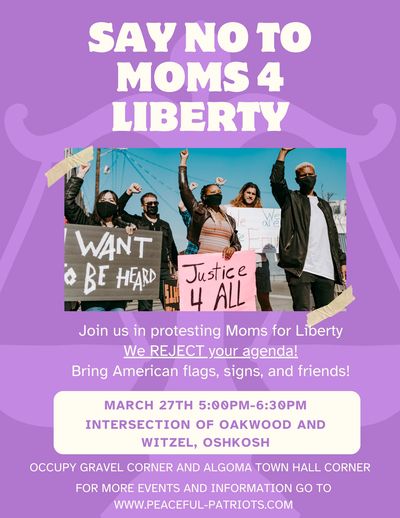 SAY NO TO
MOMS 4
LIBERTY
WANT
O BE HEARD
Justice
4 ALL
Join us in protesting Moms for Liberty
We REJECT your agenda!
Bring American flags, signs, and friends!
MARCH 27TH 5:00PM-6:30PM
INTERSECTION OF OAKWOOD AND
WITZEL, OSHKOSH
OCCUPY GRAVEL CORNER AND ALGOMA TOWN HALL CORNER
FOR MORE EVENTS AND INFORMATION GO TO
WWW.PEACEFUL-PATRIOTS.COM